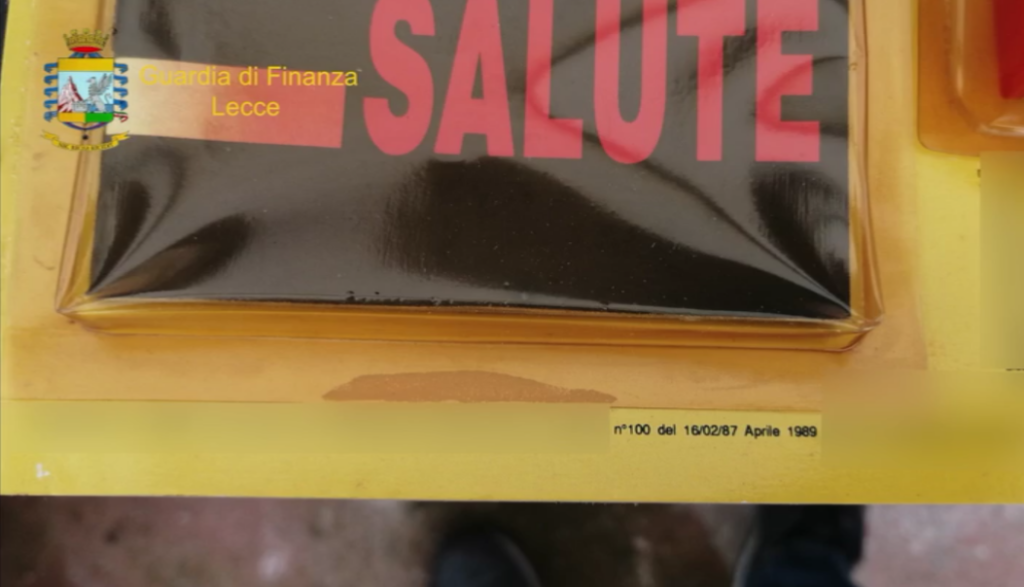 SALUTE
Guardia di Finanza
Lecce
n°100 del 16/02/87 Aprile 1989